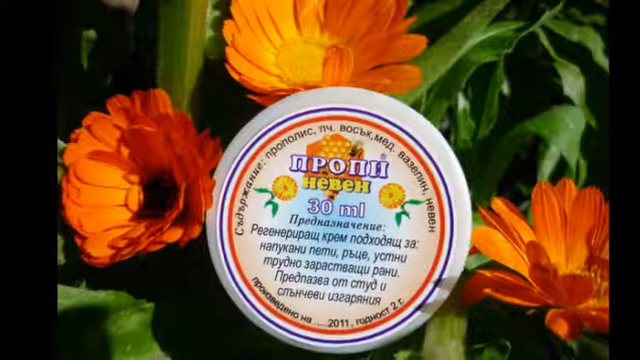 Съдържание: прополис, пч. восък, мед. вазелин, невен
ПРОПИ®
невен
30 ml
Предназначение:
Регенериращ крем подходящ за:
напукани пети, ръце, устни
трудно зарастващи рани.
Предпазва от студ и
слънчеви изгаряния
произведено на .....2011, годност 2 г.